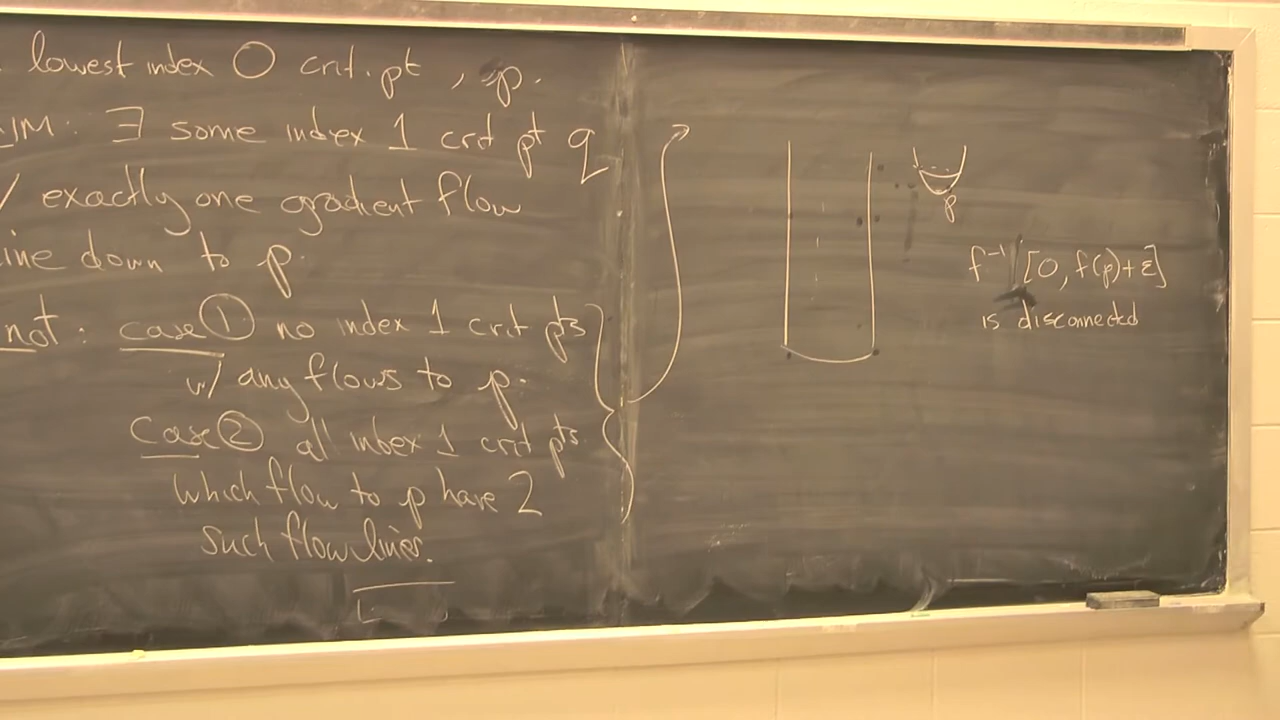 lowest index 0 crit. pt, p.
IM: ∃ some index 1 crit pt q
w/ exactly one gradient flow
line down to p.
not: case ① no index 1 crit pts
w/ any flows to p.
Case ② all index 1 crit pts
which flow to p have 2
such flow lines.
p
f⁻¹[0, f(p)+ε]
is disconnected